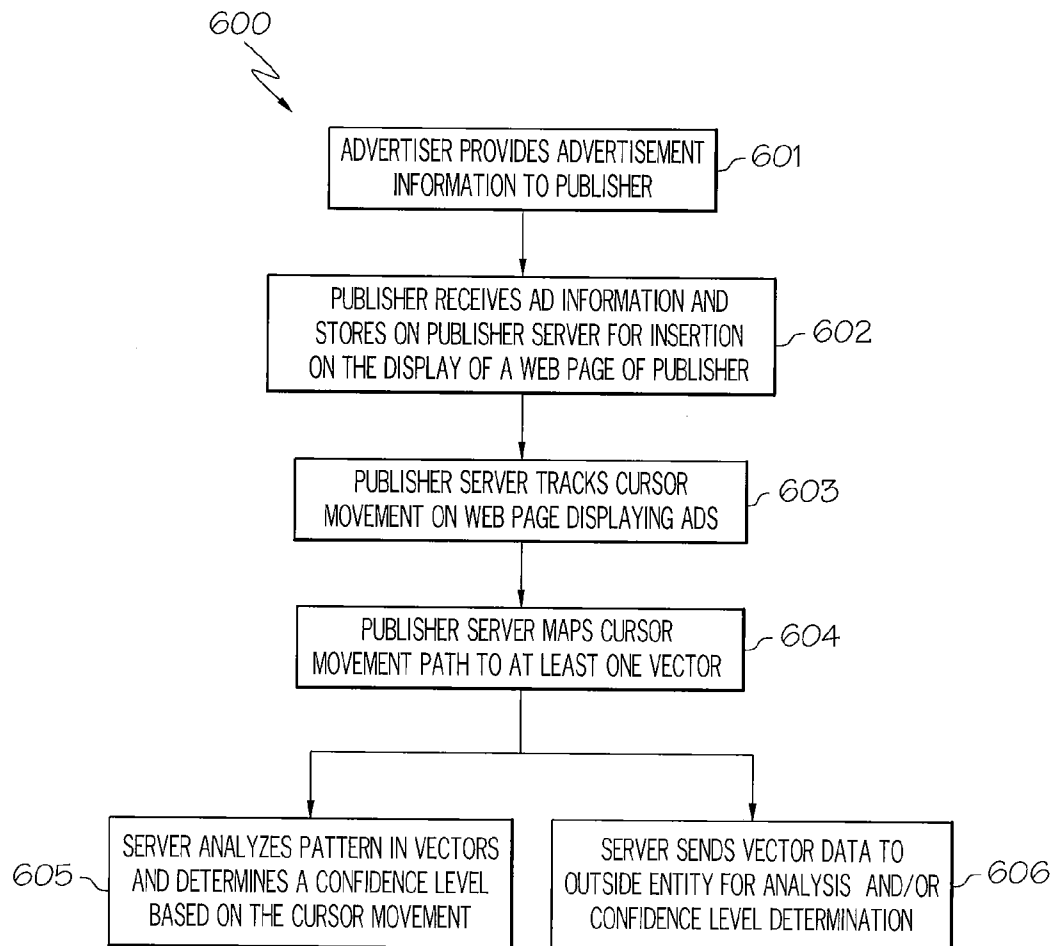 600
ADVERTISER PROVIDES ADVERTISEMENT
INFORMATION TO PUBLISHER
601
PUBLISHER RECEIVES AD INFORMATION AND
STORES ON PUBLISHER SERVER FOR INSERTION
ON THE DISPLAY OF A WEB PAGE OF PUBLISHER
602
PUBLISHER SERVER TRACKS CURSOR
MOVEMENT ON WEB PAGE DISPLAYING ADS
603
PUBLISHER SERVER MAPS CURSOR
MOVEMENT PATH TO AT LEAST ONE VECTOR
604
605
SERVER ANALYZES PATTERN IN VECTORS
AND DETERMINES A CONFIDENCE LEVEL
BASED ON THE CURSOR MOVEMENT
SERVER SENDS VECTOR DATA TO
OUTSIDE ENTITY FOR ANALYSIS AND/OR
CONFIDENCE LEVEL DETERMINATION
606